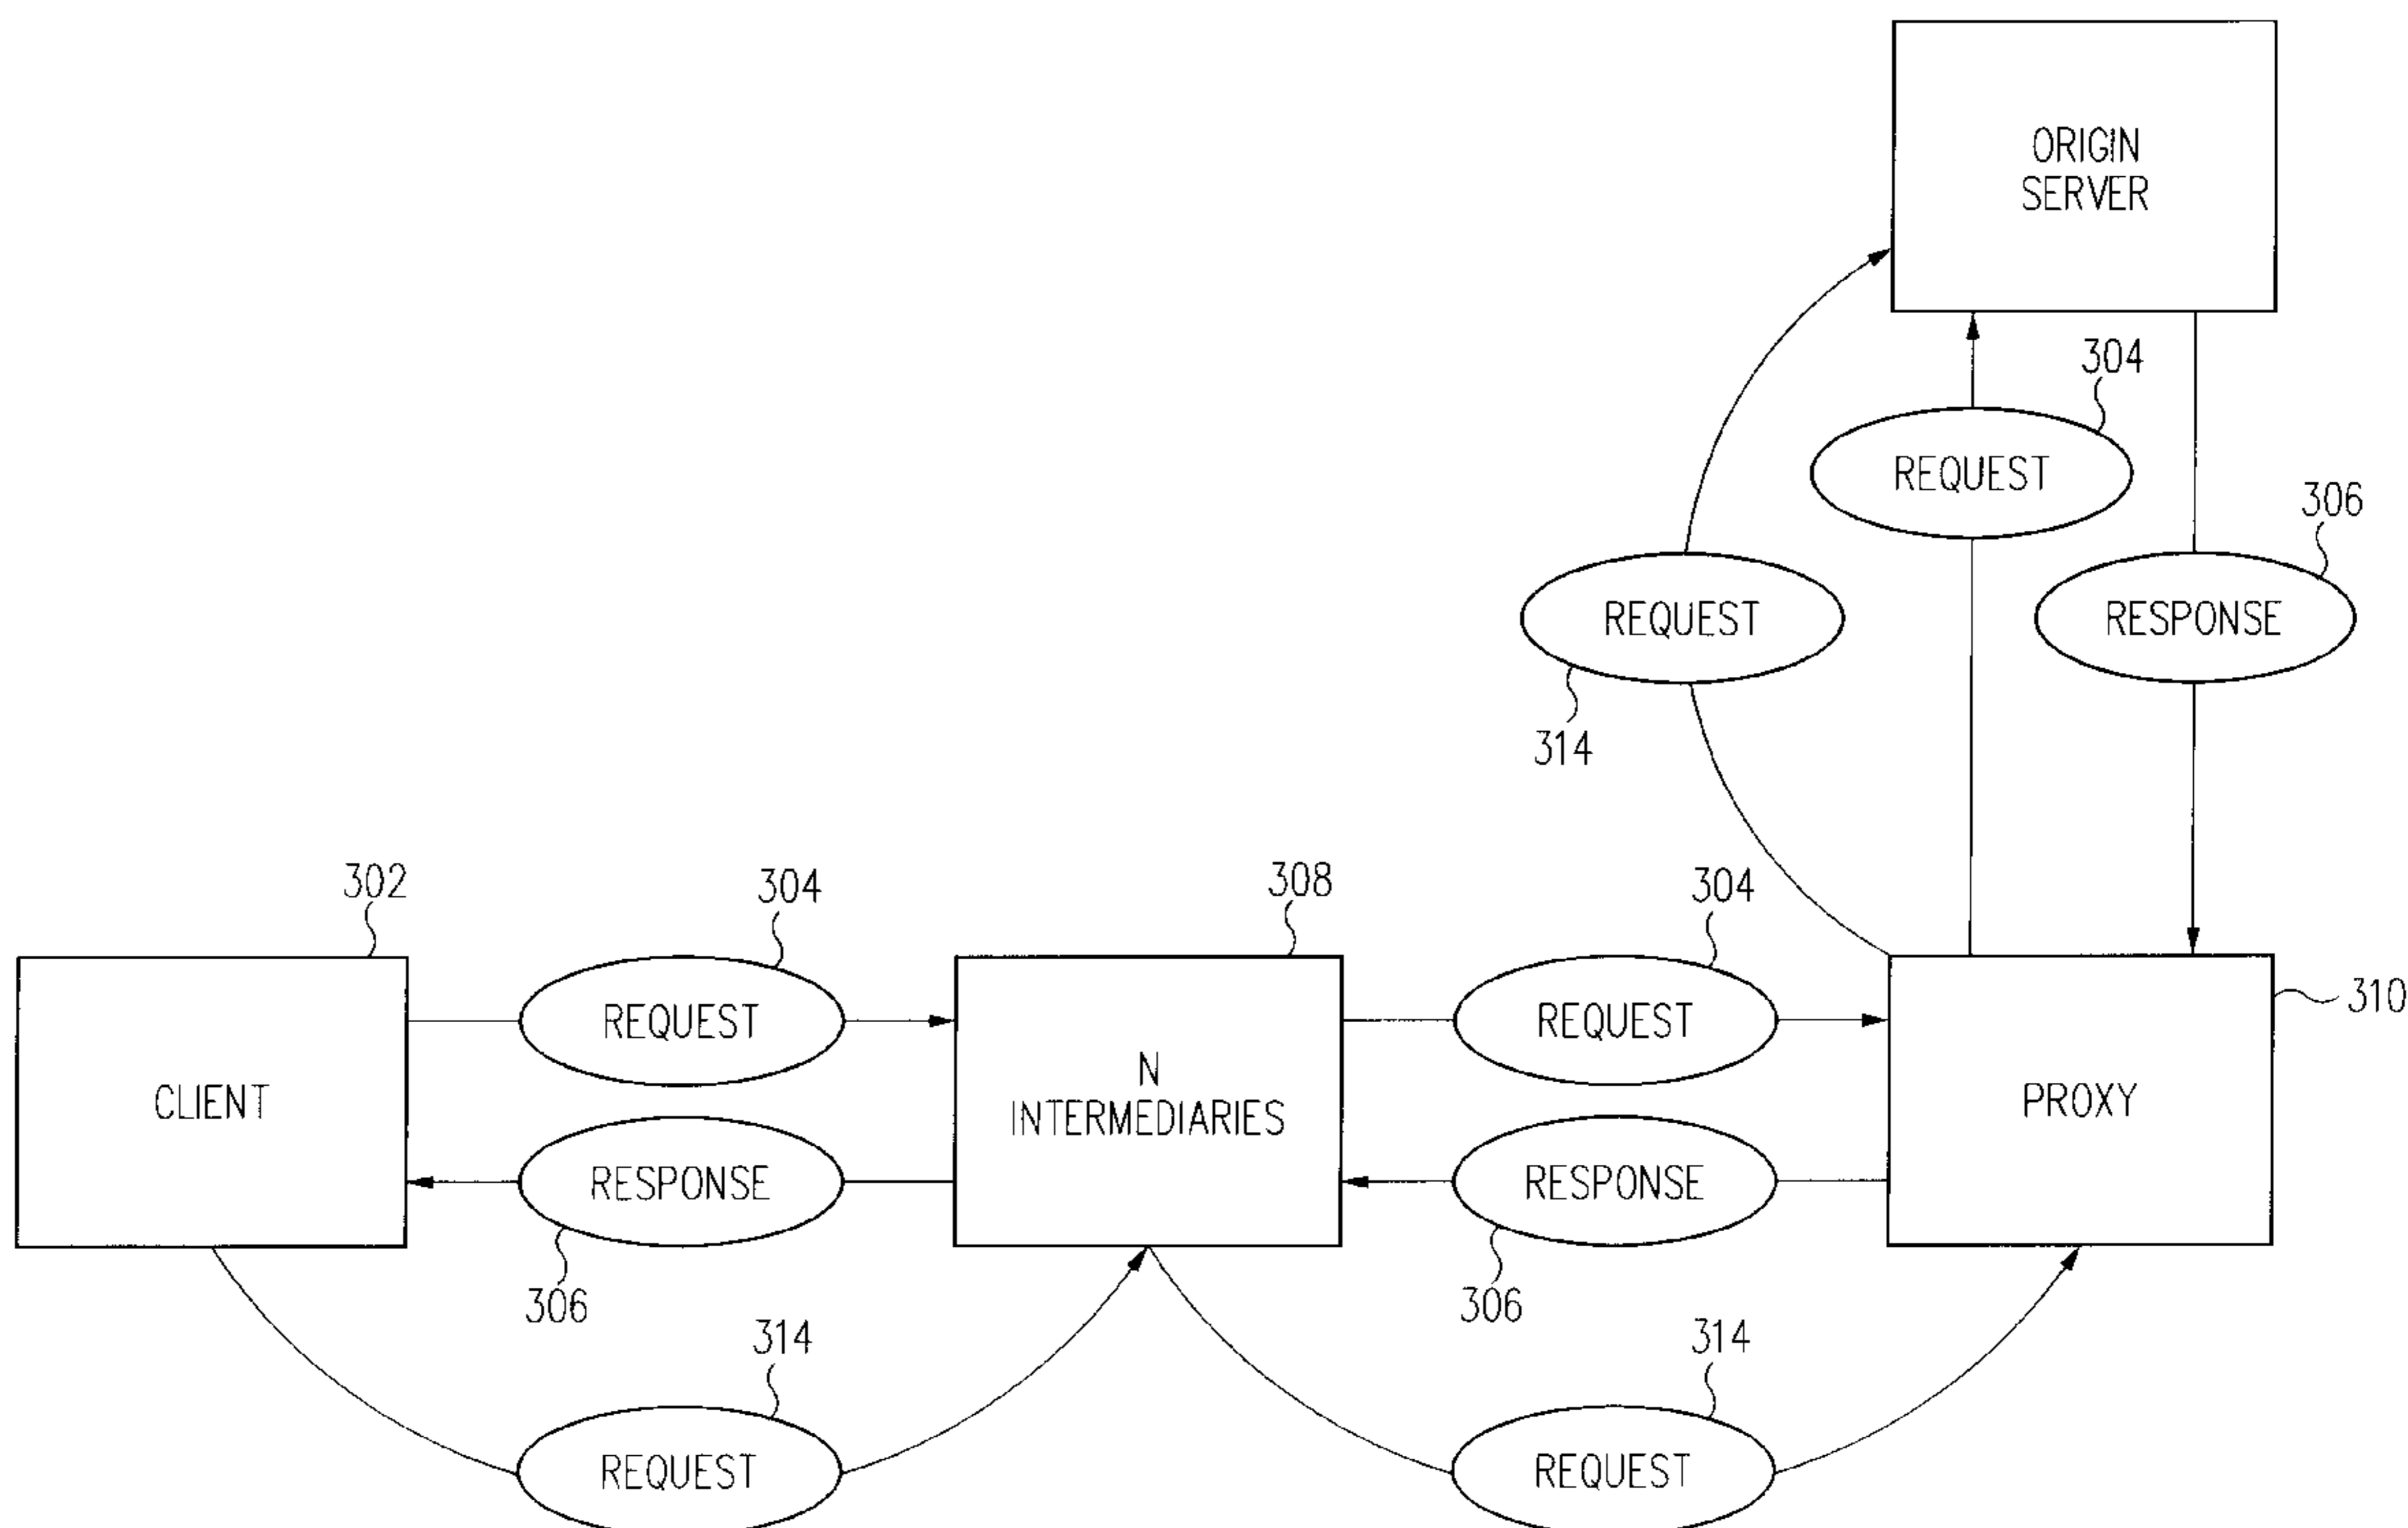 ORIGIN
SERVER
304
REQUEST
306
REQUEST
RESPONSE
314
302
304
308
304
310
REQUEST
REQUEST
N
INTERMEDIARIES
CLIENT
PROXY
RESPONSE
RESPONSE
306
306
314
314
REQUEST
REQUEST